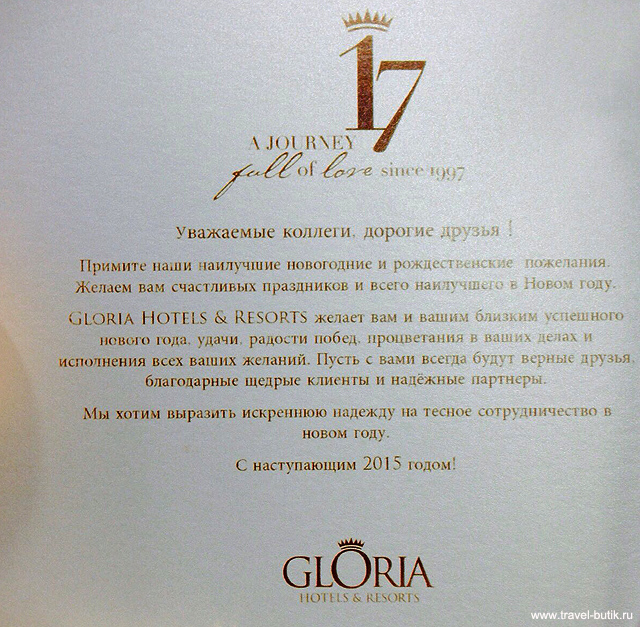 17
A JOURNEY
full of love since 1997
Уважаемые коллеги, дорогие друзья !
Примите наши наилучшие новогодние и рождественские пожелания.
Желаем вам счастливых праздников и всего наилучшего в Новом году.
GLORIA HOTELS & RESORTS желает вам и вашим близким успешного
нового года, удачи, радости побед, процветания в ваших делах и
исполнения всех ваших желаний. Пусть с вами всегда будут верные друзья,
благодарные щедрые клиенты и надёжные партнеры.
Мы хотим выразить искреннюю надежду на тесное сотрудничество в
новом году.
С наступающим 2015 годом!
GLORIA
HOTELS & RESORTS
www.travel-butik.ru